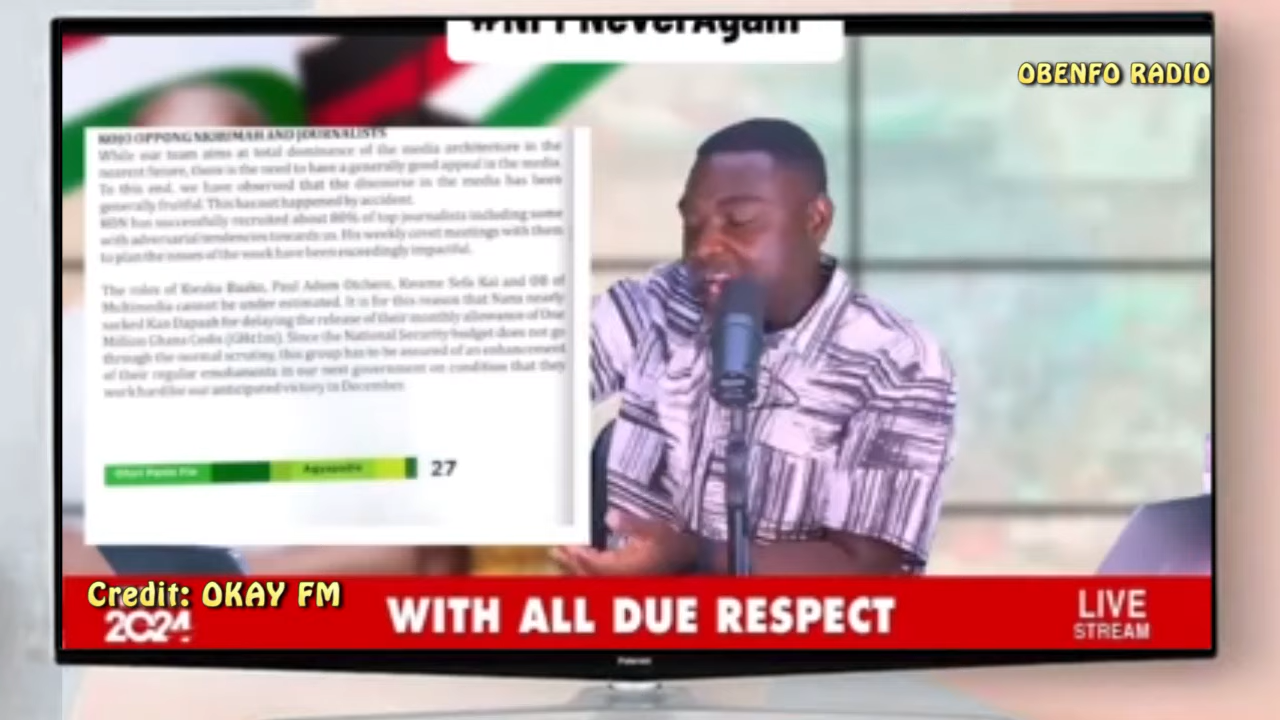 #NPPNeverAgain
OBENFO RADIO
KOJO OPPONG NKRUMAH AND JOURNALISTS
While our team aims at total dominance of the media architecture in the
nearest future, there is the need to have a generally good appeal in the media.
To this end, we have observed that the discourse in the media has been
generally fruitful. This has not happened by accident.
KON has successfully recruited about 80% of top journalists including some
with adversarial tendencies towards us. His weekly covet meetings with them
to plan the issues of the week have been exceedingly impactful.
The roles of Kweku Baako, Paul Adom Otchere, Kwame Sefa Kai and OB of
Multimedia cannot be under estimated. It is for this reason that Nana nearly
sacked Kan Dapaah for delaying the release of their monthly allowance of One
Million Ghana Cedis (GH¢1m). Since the National Security budget does not go
through the normal scrutiny, this group has to be assured of an enhancement
of their regular emoluments in our next government on condition that they
work hard for our anticipated victory in December.
27
Credit: OKAY FM
2024
WITH ALL DUE RESPECT
LIVE
STREAM